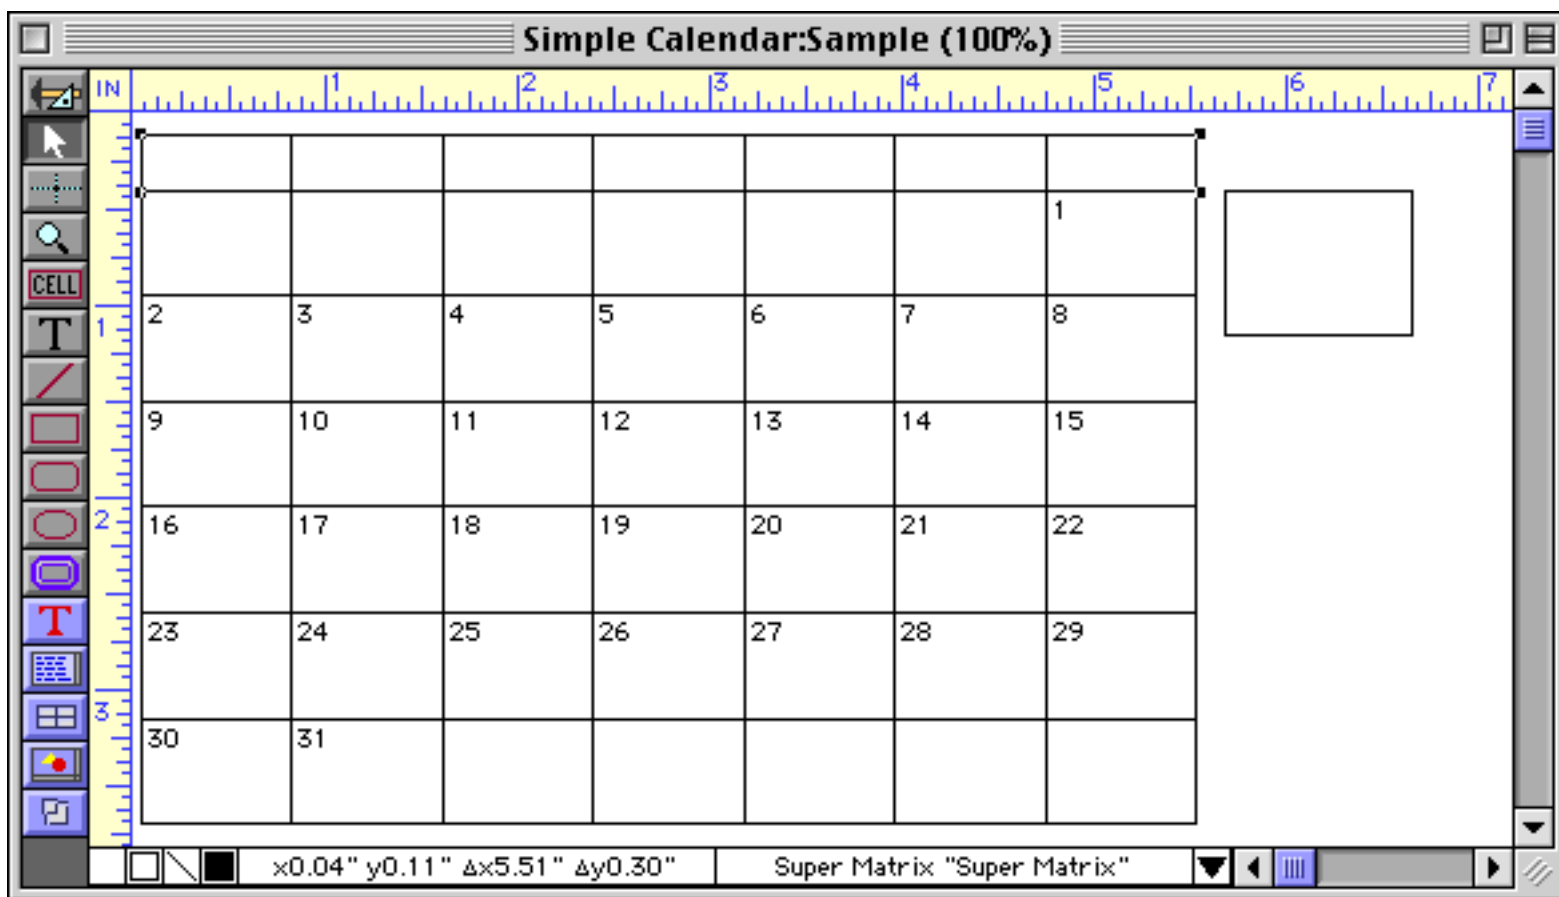 Simple Calendar:Sample (100%)
IN 1 2 3 4 5 6 7
CELL
T
T
1
2
3
1
2 3 4 5 6 7 8
9 10 11 12 13 14 15
16 17 18 19 20 21 22
23 24 25 26 27 28 29
30 31
x0.04" y0.11" Δx5.51" Δy0.30" Super Matrix "Super Matrix"